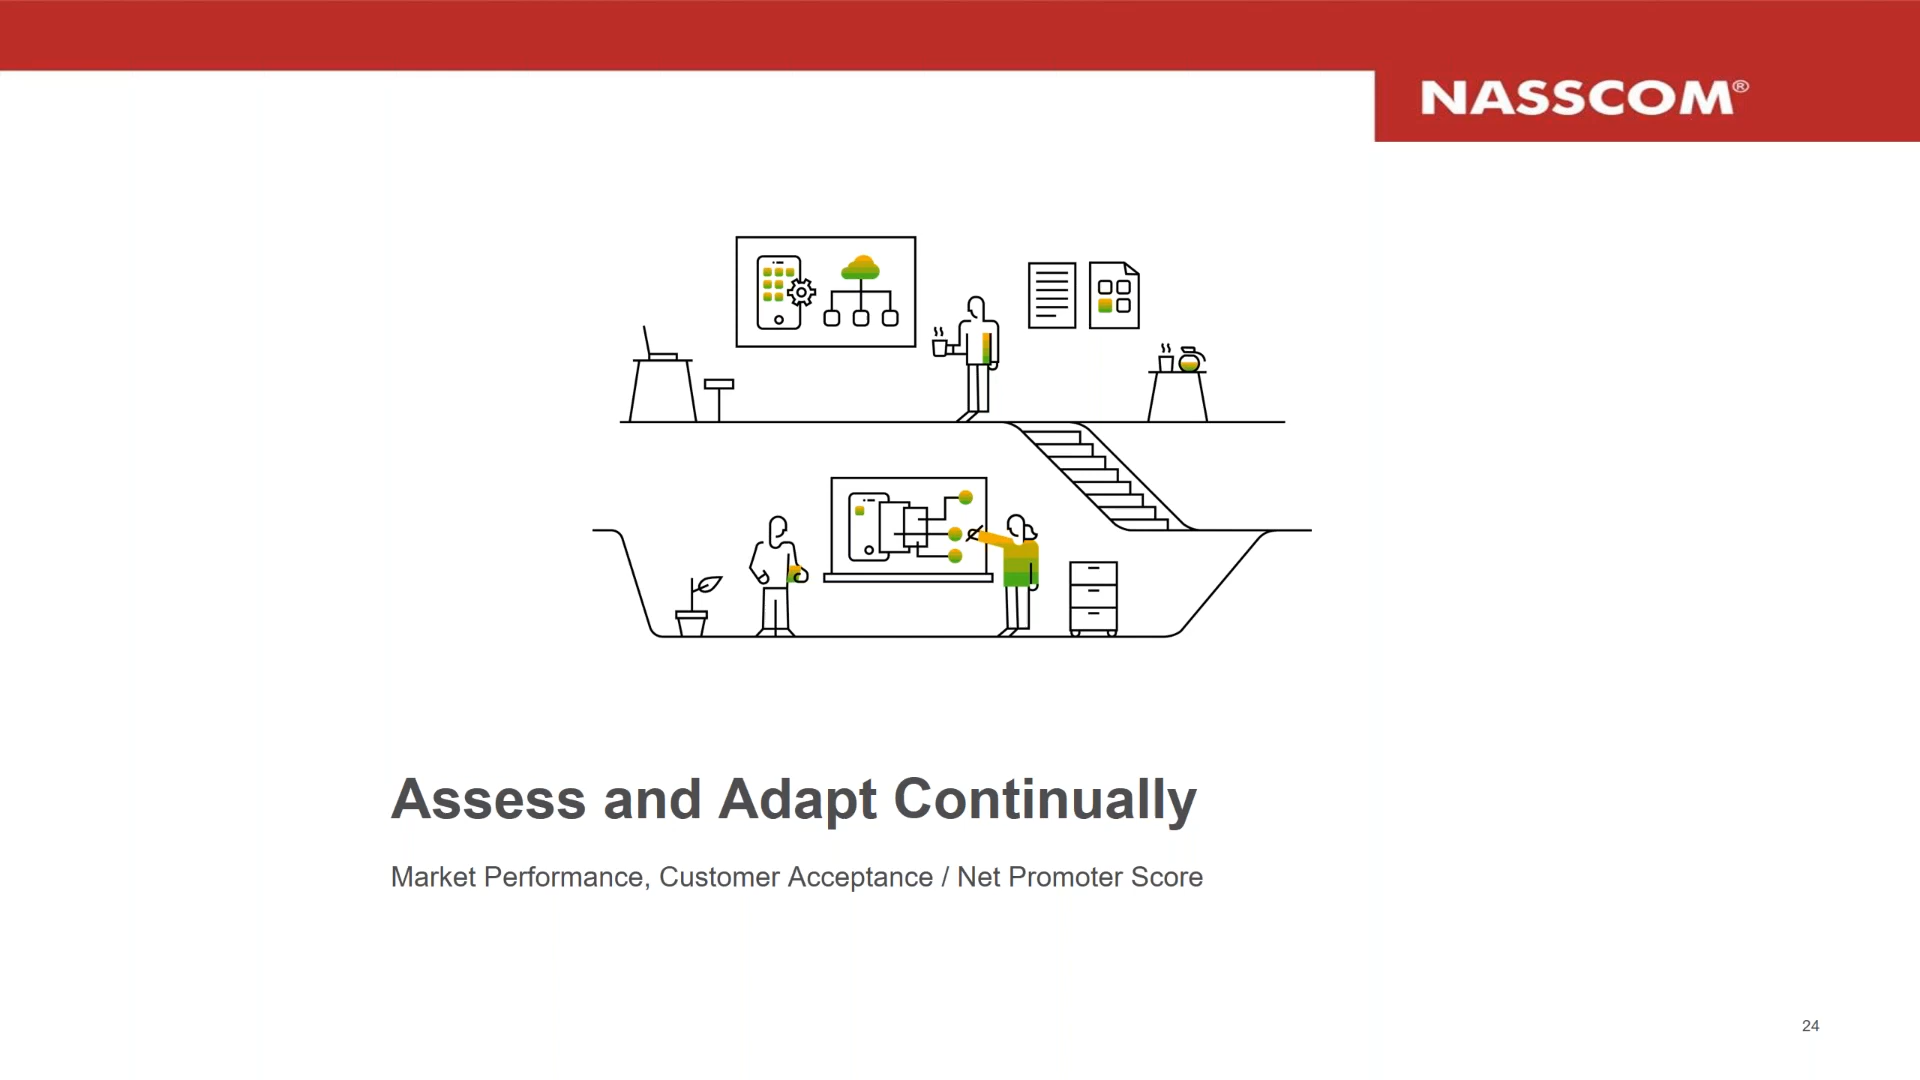 NASSCOM®
Assess and Adapt Continually
Market Performance, Customer Acceptance / Net Promoter Score
24